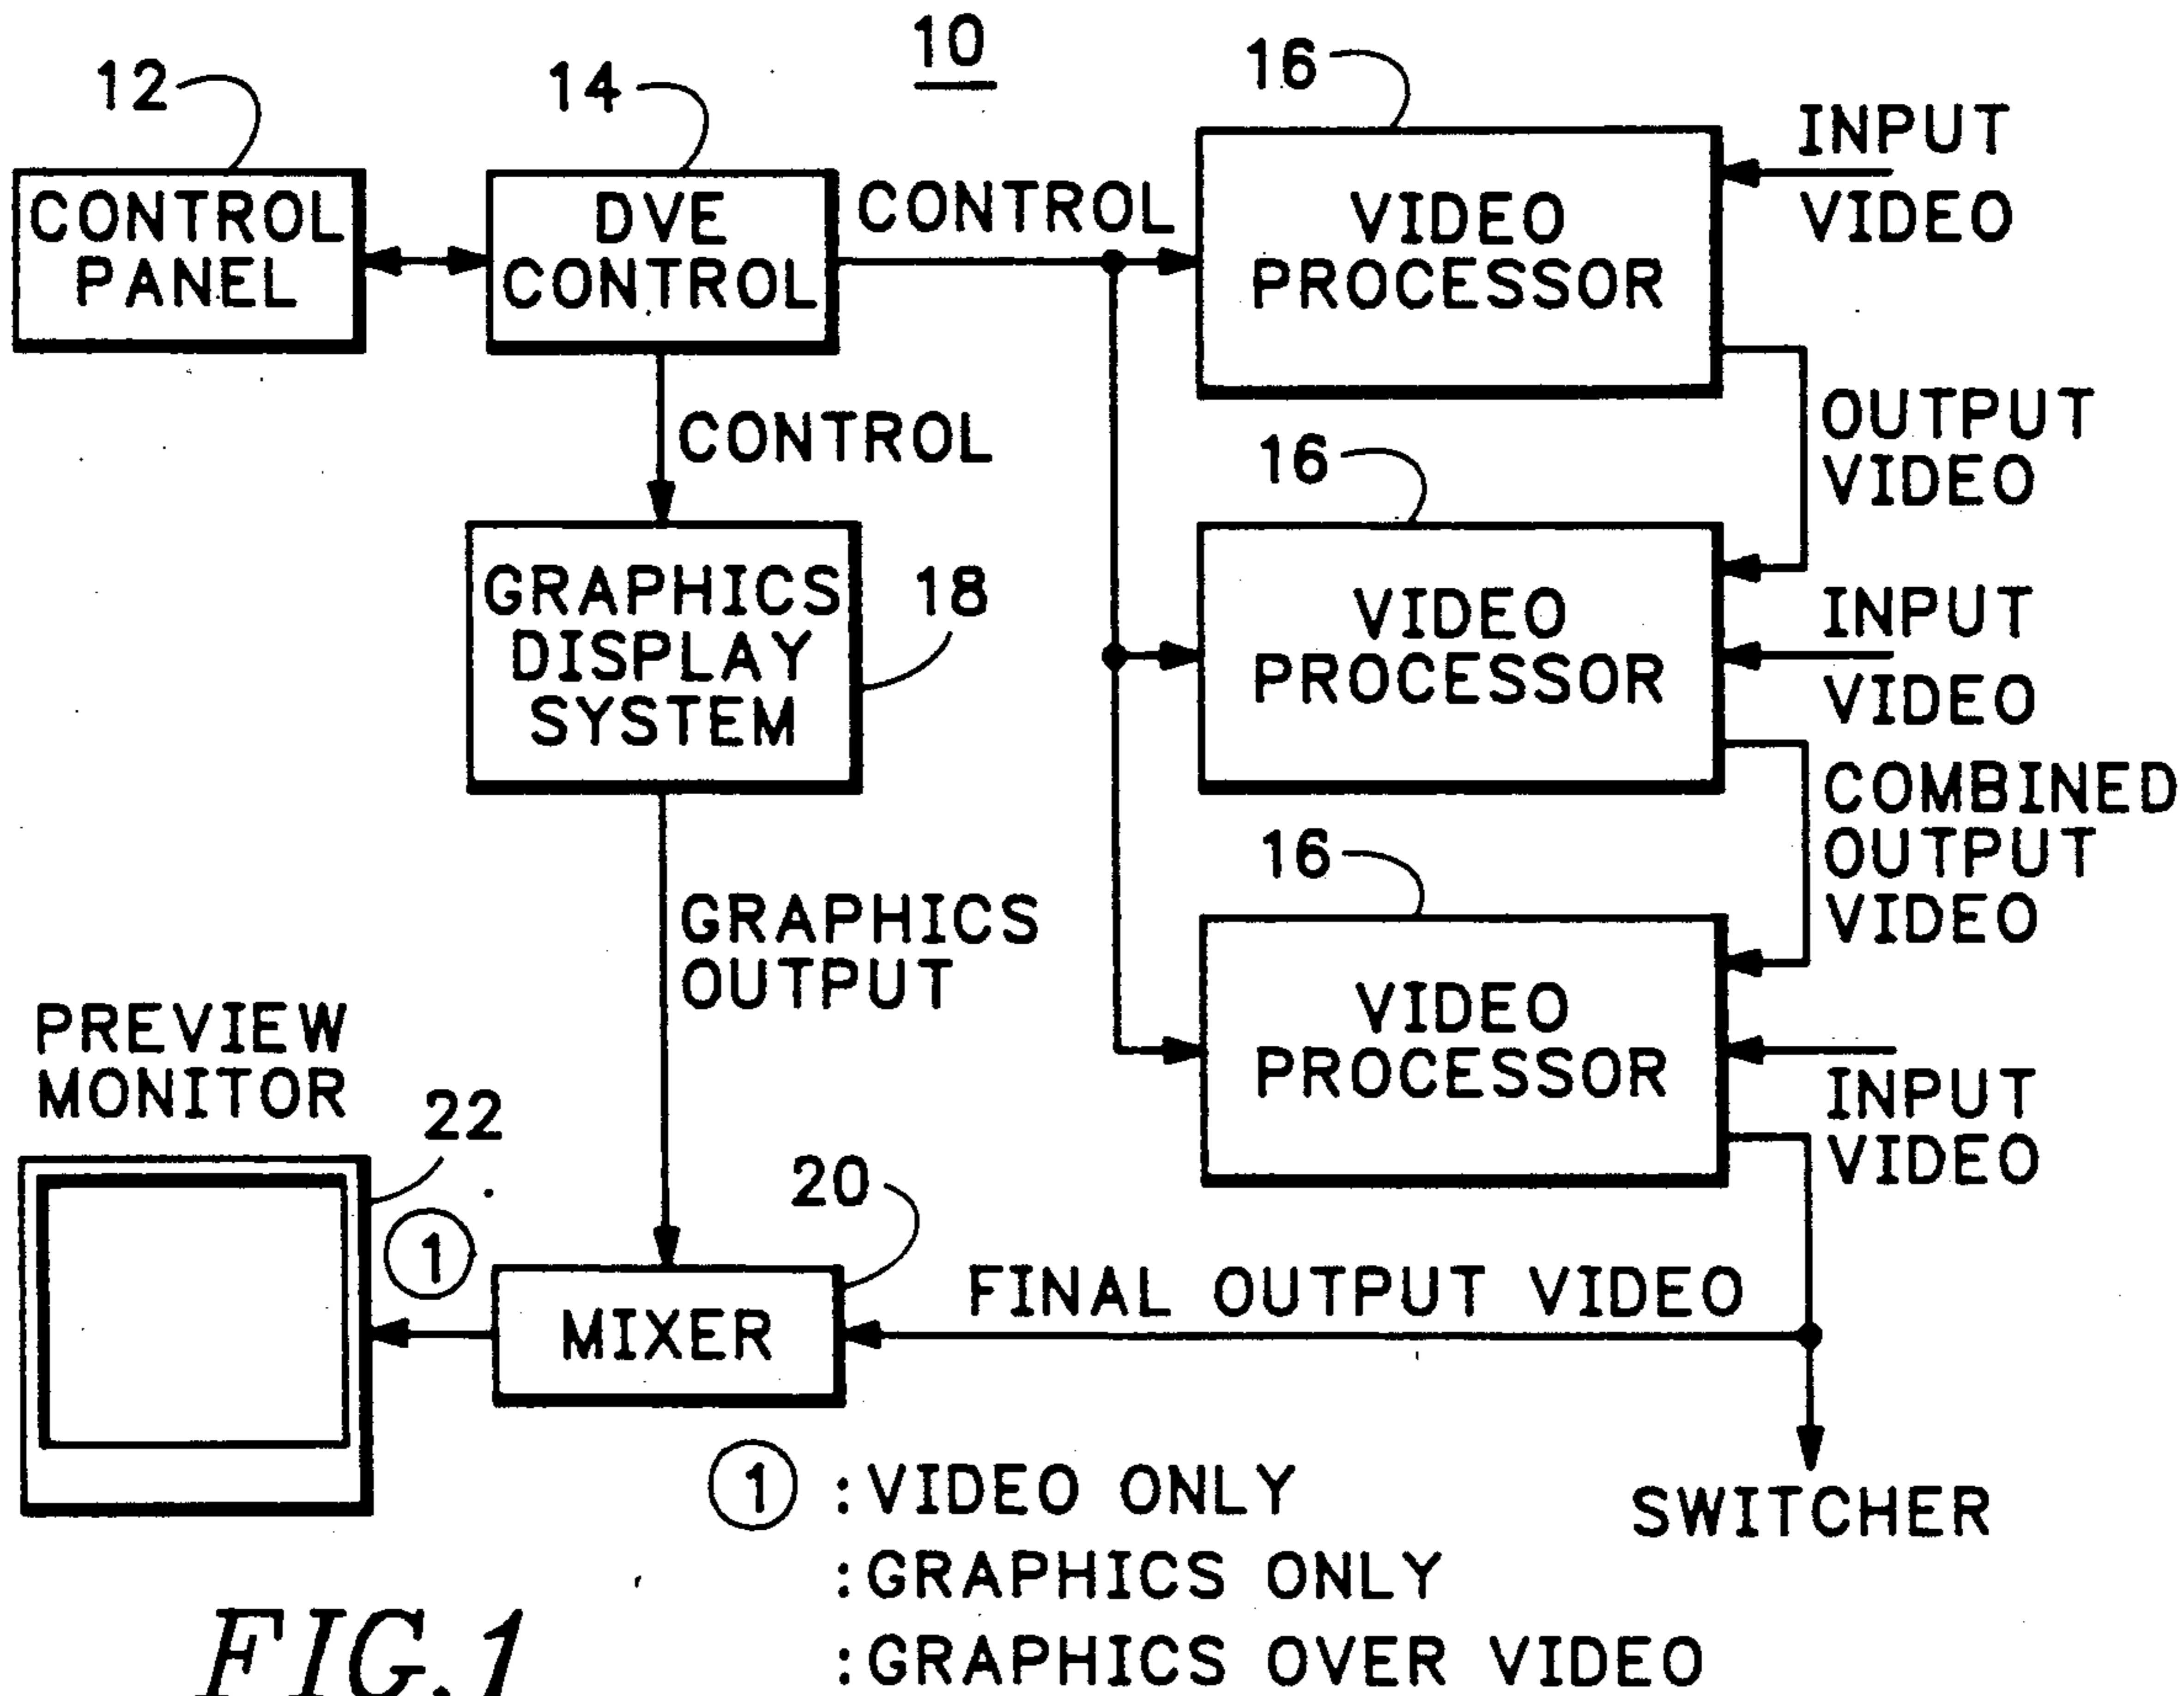 10
12
14
16
CONTROL
PANEL
DVE
CONTROL
CONTROL
VIDEO
PROCESSOR
INPUT
VIDEO
CONTROL
OUTPUT
VIDEO
16
GRAPHICS
DISPLAY
SYSTEM
18
VIDEO
PROCESSOR
INPUT
VIDEO
COMBINED
OUTPUT
VIDEO
16
GRAPHICS
OUTPUT
VIDEO
PROCESSOR
INPUT
VIDEO
PREVIEW
MONITOR
22
1
20
MIXER
FINAL OUTPUT VIDEO
SWITCHER
1 :VIDEO ONLY
:GRAPHICS ONLY
:GRAPHICS OVER VIDEO
FIG.1